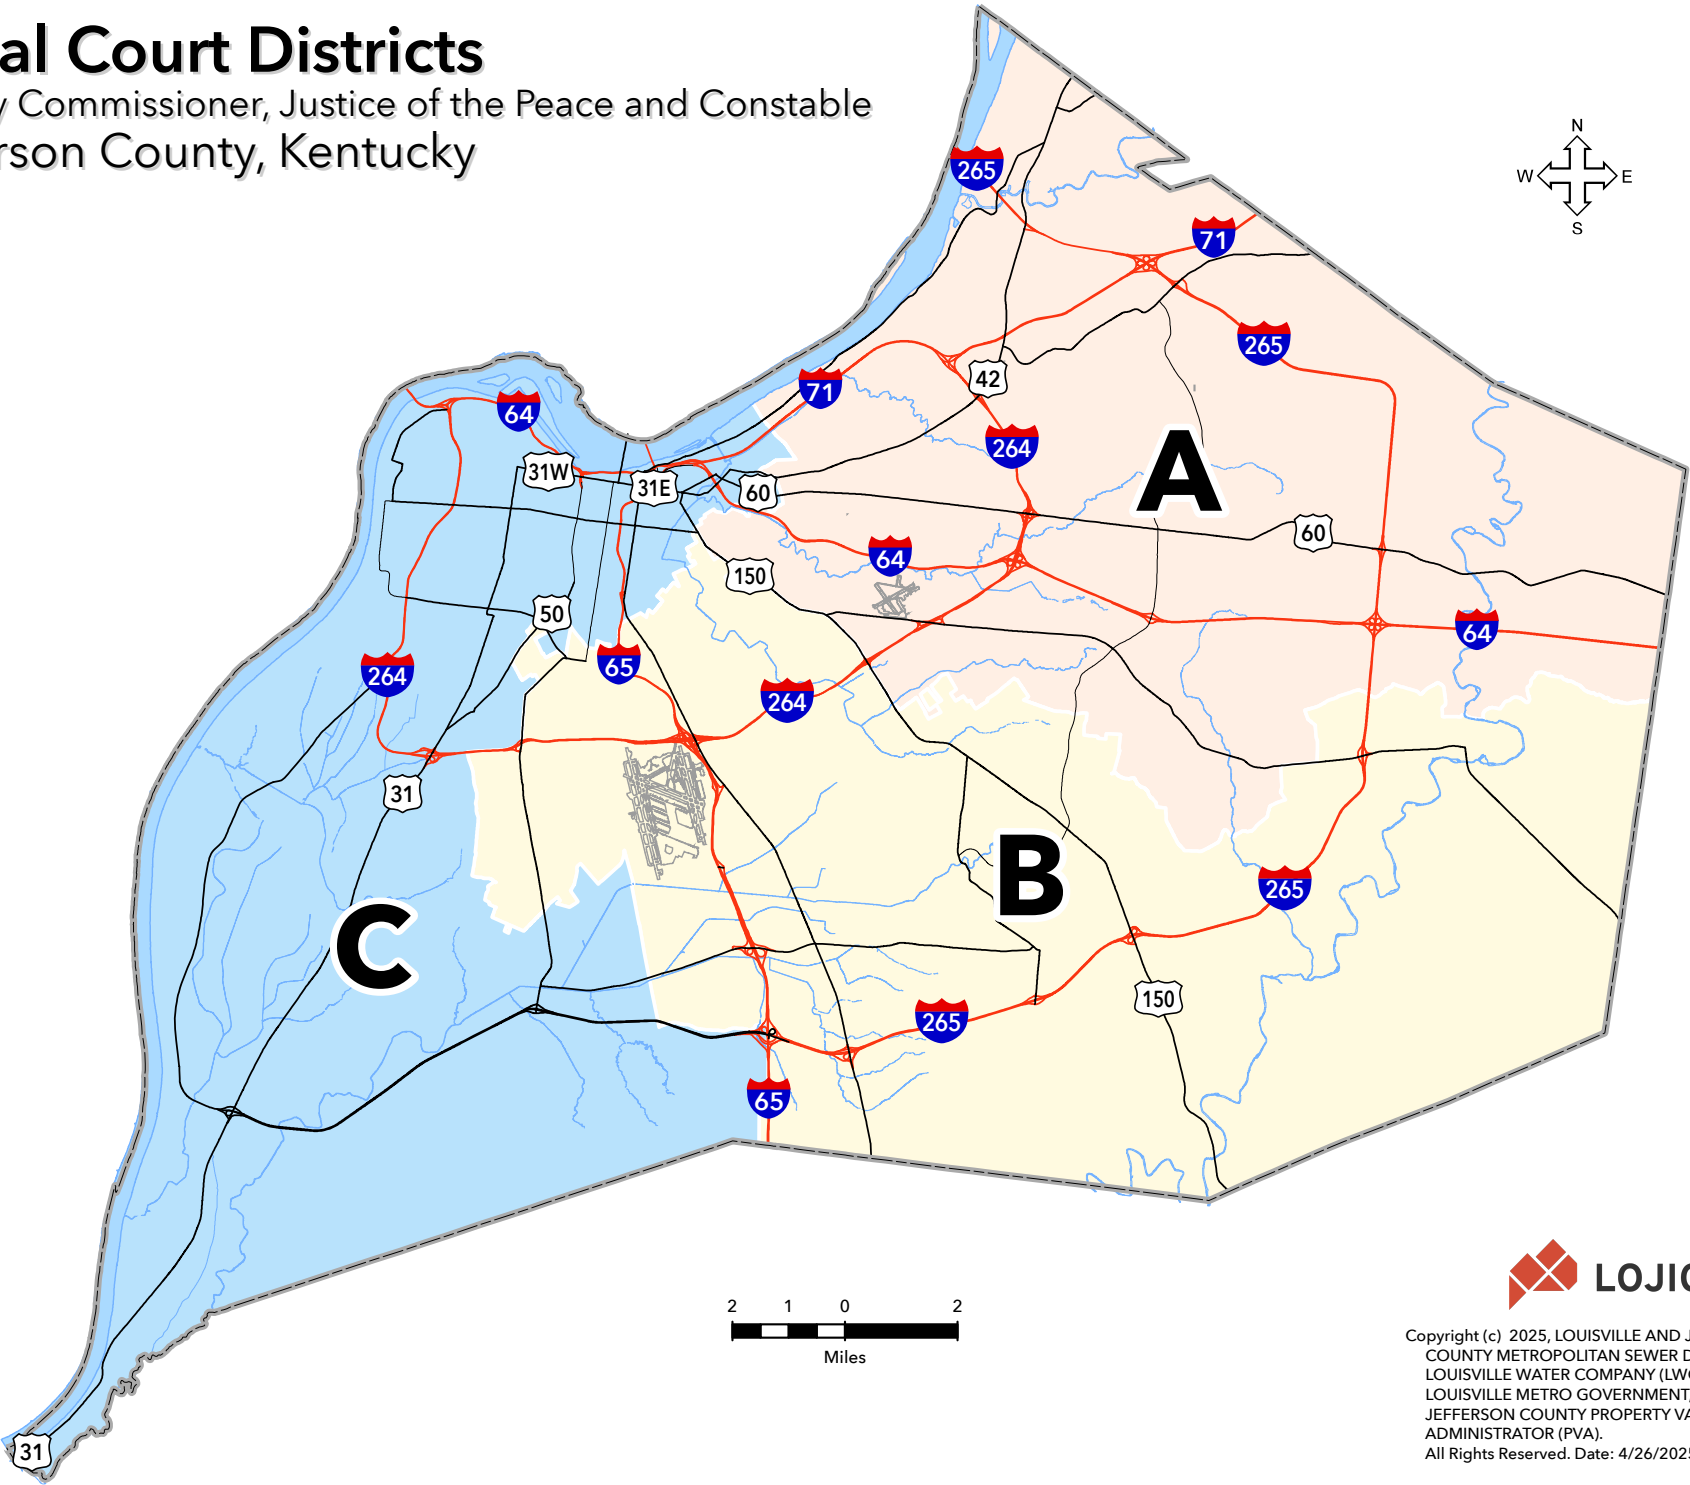 al Court Districts
y Commissioner, Justice of the Peace and Constable
rson County, Kentucky
N
W E
S
265
71
265
71
42
64
264
A
31W
31E
60
60
64
150
50
64
65
264
264
31
B
265
C
150
265
65
2 1 0 2
Miles
LOJIC
Copyright (c) 2025, LOUISVILLE AND J
COUNTY METROPOLITAN SEWER D
LOUISVILLE WATER COMPANY (LWC
LOUISVILLE METRO GOVERNMENT,
JEFFERSON COUNTY PROPERTY VA
ADMINISTRATOR (PVA).
All Rights Reserved. Date: 4/26/2025
31